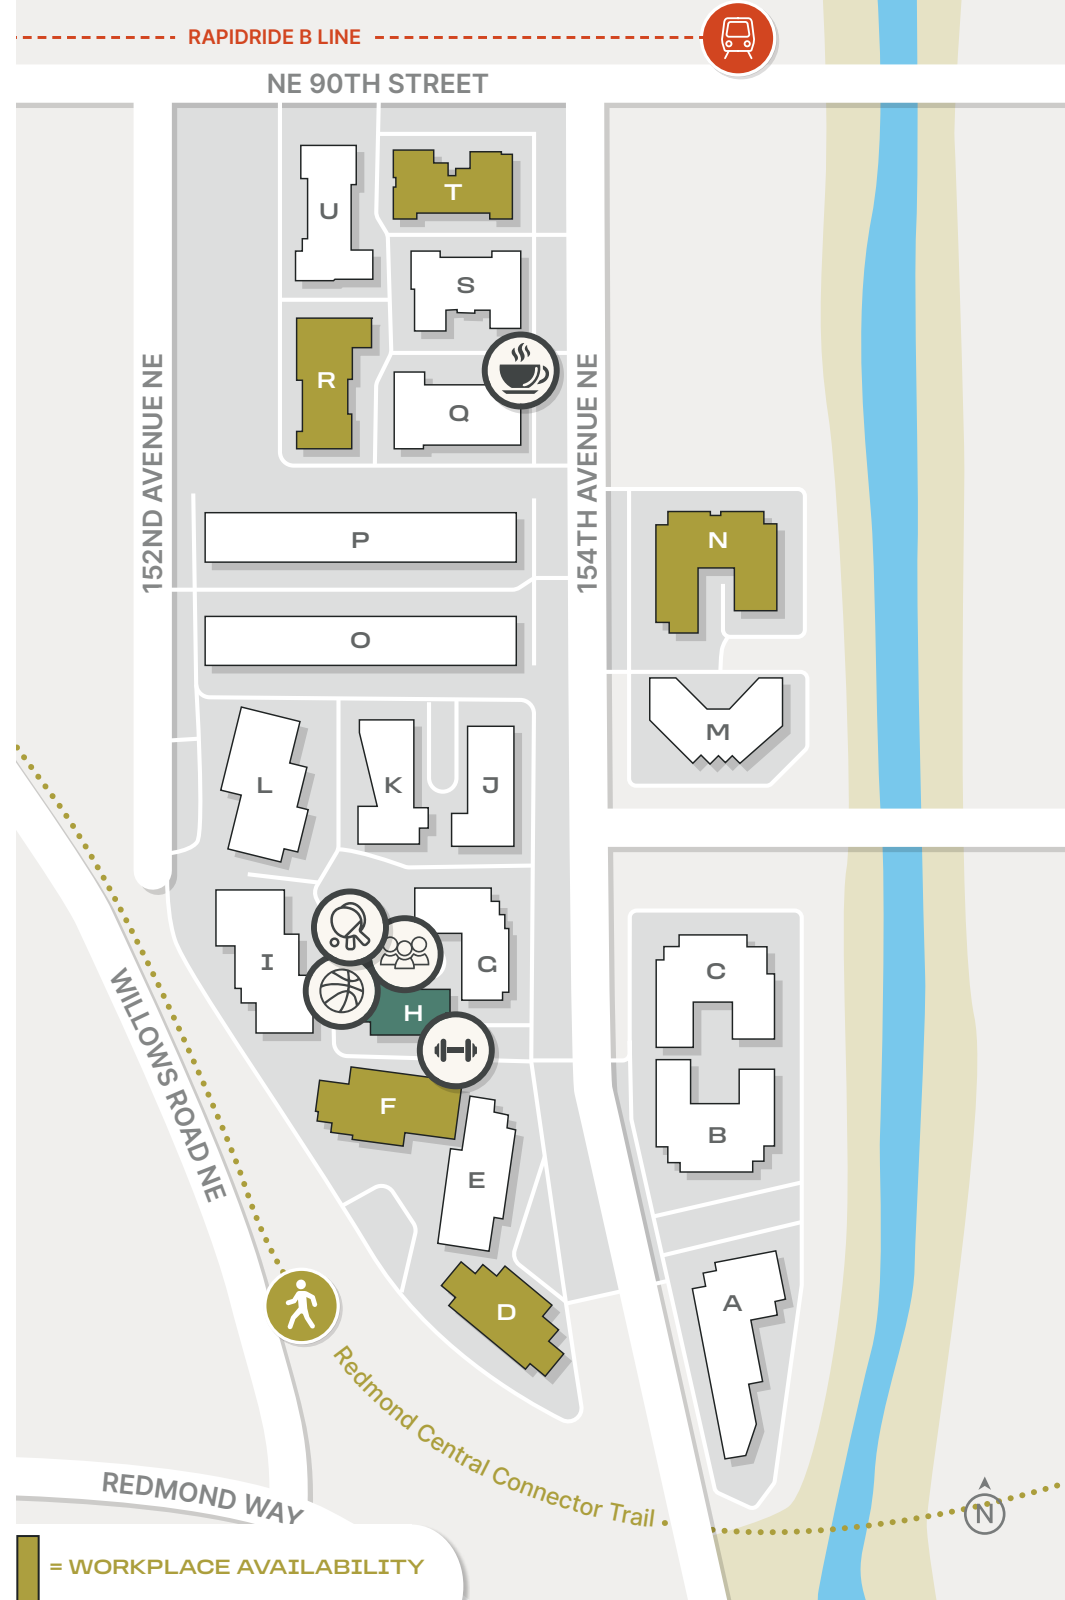 RAPIDRIDE B LINE
NE 90TH STREET
U
T
S
R
Q
152ND AVENUE NE
154TH AVENUE NE
P
N
O
M
L
K
J
I
G
H
C
F
B
E
WILLOWS ROAD NE
A
D
Redmond Central Connector Trail
REDMOND WAY
N
= WORKPLACE AVAILABILITY